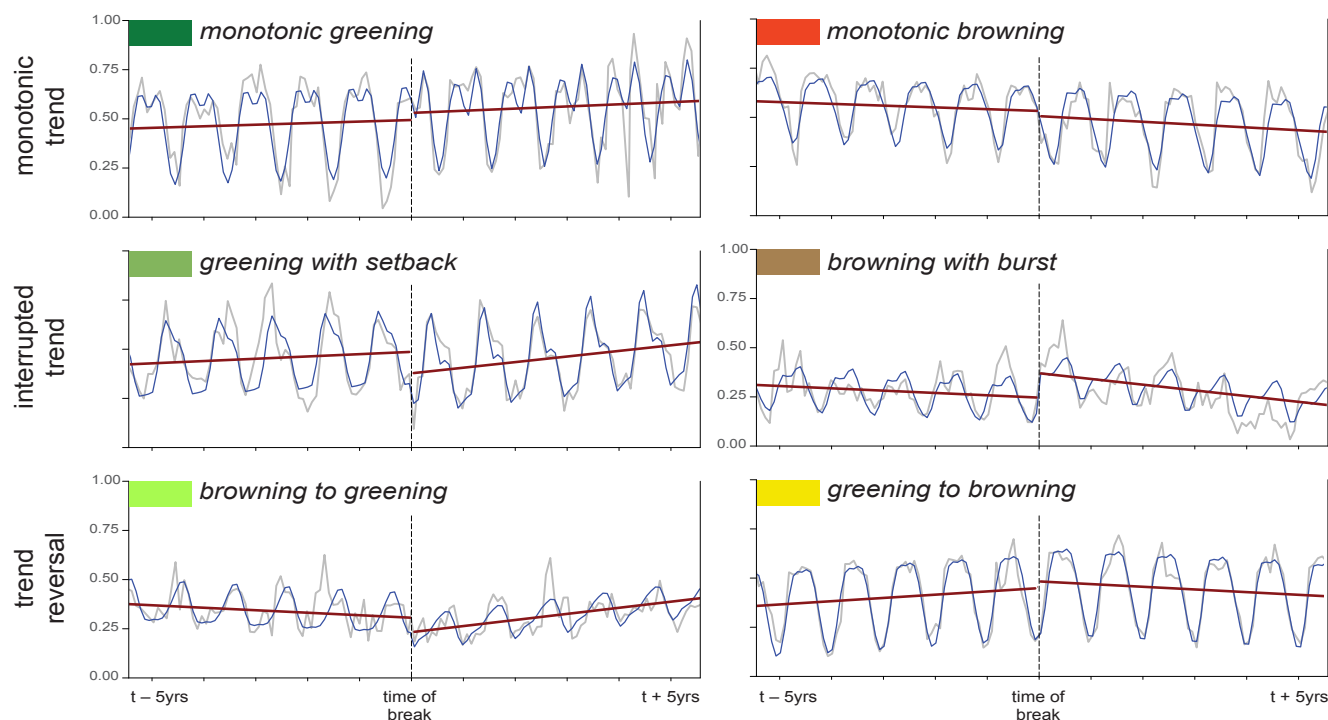 monotonic
trend
1.00
0.75
0.50
0.25
0.00
monotonic greening
monotonic browning
interrupted
trend
greening with setback
1.00
0.75
0.50
0.25
0.00
browning with burst
trend
reversal
1.00
0.75
0.50
0.25
0.00
browning to greening
greening to browning
t – 5yrs
time of
break
t + 5yrs
t – 5yrs
time of
break
t + 5yrs